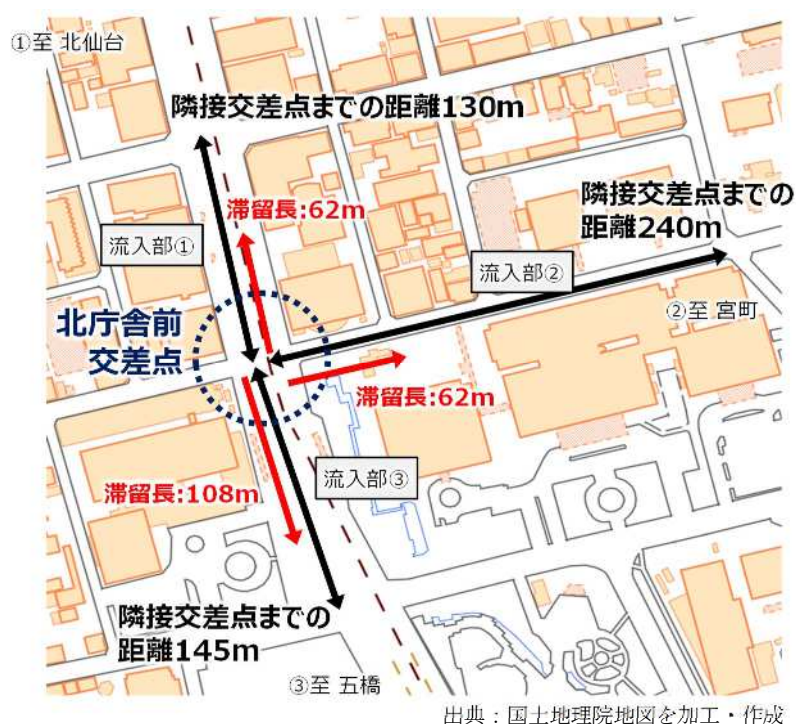 ①至 北仙台
隣接交差点までの距離130m
滞留長:62m
隣接交差点までの
距離240m
流入部①
流入部②
②至 宮町
北庁舎前
交差点
滞留長:62m
流入部③
滞留長:108m
隣接交差点までの
距離145m
③至 五橋
出典：国土地理院地図を加工・作成